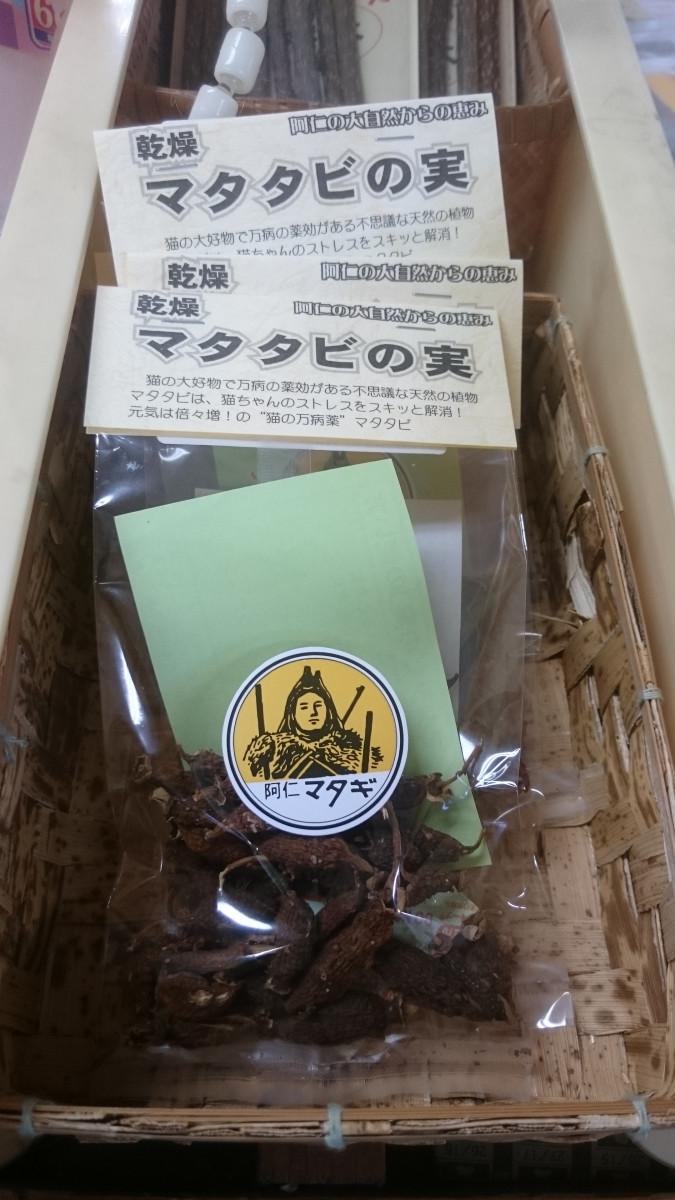 6
阿仁の大自然からの恵み
乾燥
マタタビの実
猫の大好物で万病の薬効がある不思議な天然の植物
猫ちゃんのストレスをスキッと解消！
乾燥
阿仁の大自然からの恵み
乾燥
阿仁の大自然からの恵み
マタタビの実
猫の大好物で万病の薬効がある不思議な天然の植物
マタタビは、猫ちゃんのストレスをスキッと解消！
元気は倍々増！の“猫の万病薬”マタタビ
阿仁マタギ